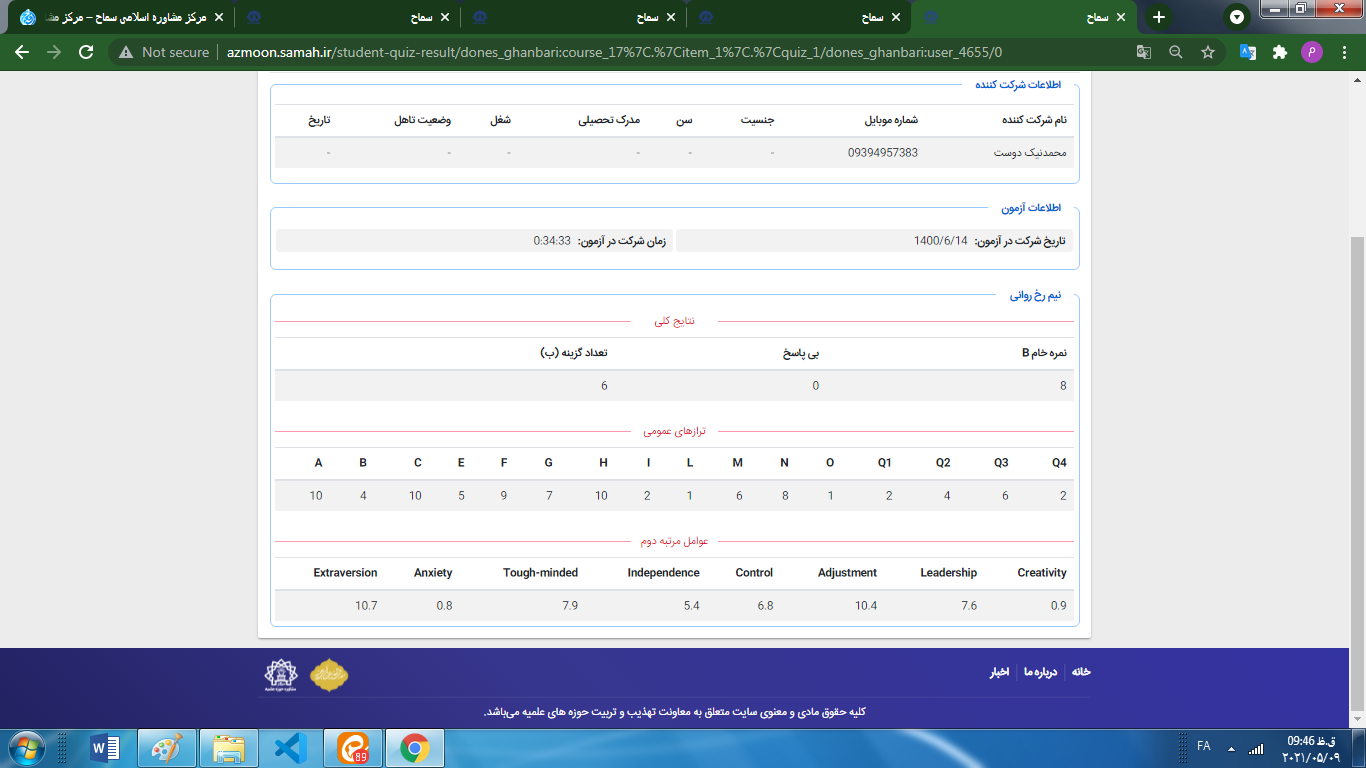 مرکز مشاوره اسلامی سماح – مرکز مشا
سماح
سماح
سماح
سماح
Not secure
azmoon.samah.ir/student-quiz-result/dones_ghanbari:course_17%7C.%7Citem_1%7C.%7Cquiz_1/dones_ghanbari:user_4655/0
P
اطلاعات شرکت کننده
نام شرکت کننده شماره موبایل جنسیت سن مدرک تحصیلی شغل وضعیت تاهل تاریخ
محمدنیک دوست 09394957383 - - - - - -
اطلاعات آزمون
تاریخ شرکت در آزمون: 1400/6/14 زمان شرکت در آزمون: 0:34:33
نیم رخ روانی
نتایج کلی
نمره خام B بی پاسخ تعداد گزینه (ب)
8 0 6
ترازهای عمومی
A B C E F G H I L M N O Q1 Q2 Q3 Q4
10 4 10 5 9 7 10 2 1 6 8 1 2 4 6 2
عوامل مرتبه دوم
Extraversion Anxiety Tough-minded Independence Control Adjustment Leadership Creativity
10.7 0.8 7.9 5.4 6.8 10.4 7.6 0.9
خانه درباره ما اخبار
مشاوره حوزه علمیه
کلیه حقوق مادی و معنوی سایت متعلق به معاونت تهذیب و تربیت حوزه های علمیه می‌باشد.
89
FA
09:46 ق.ظ
۲۰۲۱/۰۵/۰۹